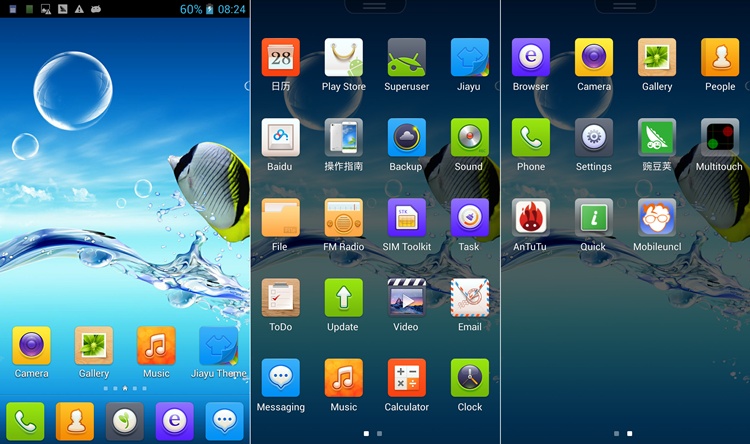 60% 08:24
Camera Gallery Music Jiayu Theme
28
日历 Play Store Superuser Jiayu
Baidu 操作指南 Backup Sound
STK
File FM Radio SIM Toolkit Task
ToDo Update Video Email
Messaging Music Calculator Clock
Browser Camera Gallery People
Phone Settings 豌豆荚 Multitouch
AnTuTu Quick Mobileuncl